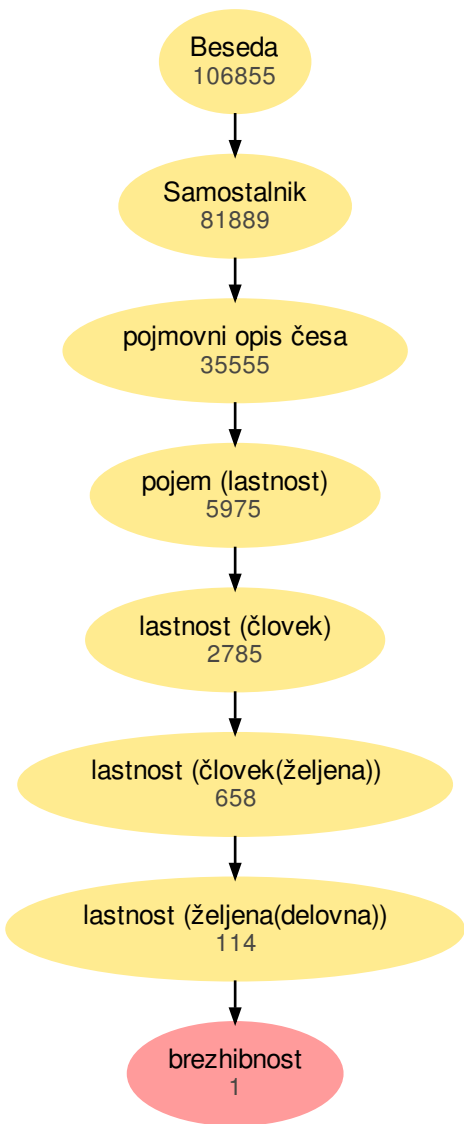 Beseda
106855
Samostalnik
81889
pojmovni opis česa
35555
pojem (lastnost)
5975
lastnost (človek)
2785
lastnost (človek(željena))
658
lastnost (željena(delovna))
114
brezhibnost
1